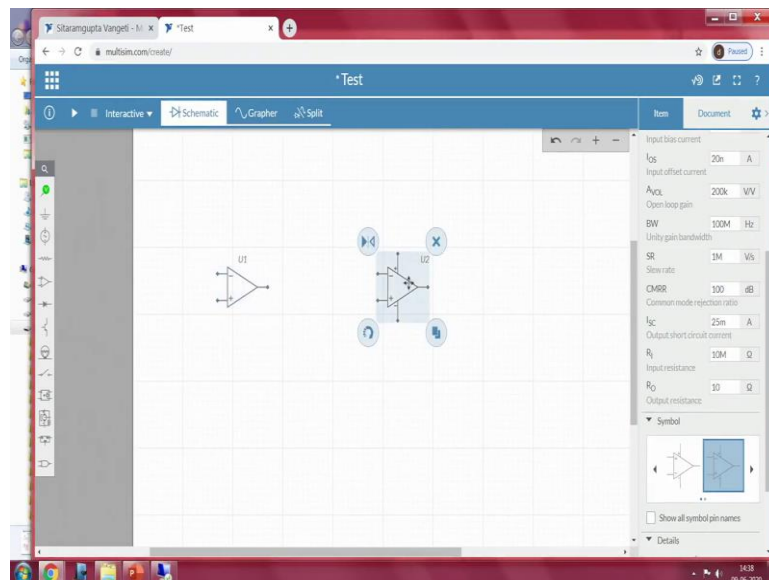 Sitaramgupta Vangeti - M
*Test
multisim.com/create/
Paused
*Test
Interactive
Schematic
Grapher
Split
Item
Document
Input bias current
IOS
20n
A
Input offset current
AVOL
200k
V/V
Open loop gain
BW
100M
Hz
Unity gain bandwidth
SR
1M
V/s
Slew rate
CMRR
100
dB
Common mode rejection ratio
ISC
25m
A
Output short circuit current
RI
10M
Ω
Input resistance
RO
10
Ω
Output resistance
Symbol
Show all symbol pin names
Details
U1
U2
14:38